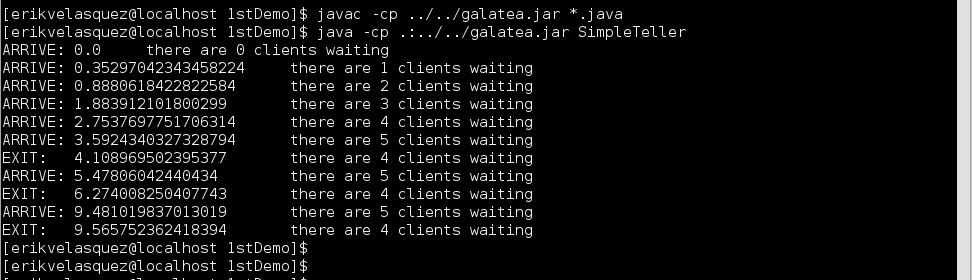 [erikvelasquez@localhost 1stDemo]$ javac -cp ../../galatea.jar *.java
[erikvelasquez@localhost 1stDemo]$ java -cp .:../../galatea.jar SimpleTeller
ARRIVE: 0.0     there are 0 clients waiting
ARRIVE: 0.35297042343458224     there are 1 clients waiting
ARRIVE: 0.8880618422822584      there are 2 clients waiting
ARRIVE: 1.883912101800299       there are 3 clients waiting
ARRIVE: 2.7537697751706314      there are 4 clients waiting
ARRIVE: 3.5924340327328794      there are 5 clients waiting
EXIT:   4.108969502395377       there are 4 clients waiting
ARRIVE: 5.47806042440434        there are 5 clients waiting
EXIT:   6.274008250407743       there are 4 clients waiting
ARRIVE: 9.481019837013019       there are 5 clients waiting
EXIT:   9.565752362418394       there are 4 clients waiting
[erikvelasquez@localhost 1stDemo]$
[erikvelasquez@localhost 1stDemo]$